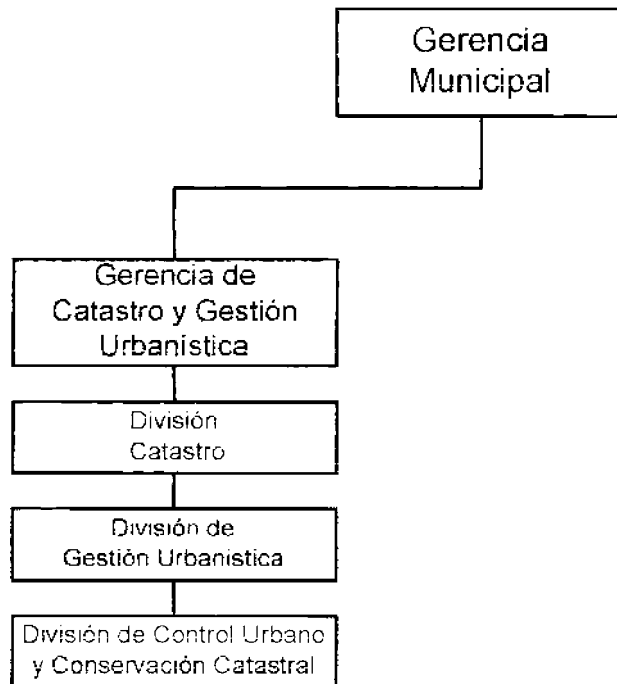 Gerencia
Municipal
Gerencia de
Catastro y Gestión
Urbanística
División
Catastro
División de
Gestión Urbanística
División de Control Urbano
y Conservación Catastral